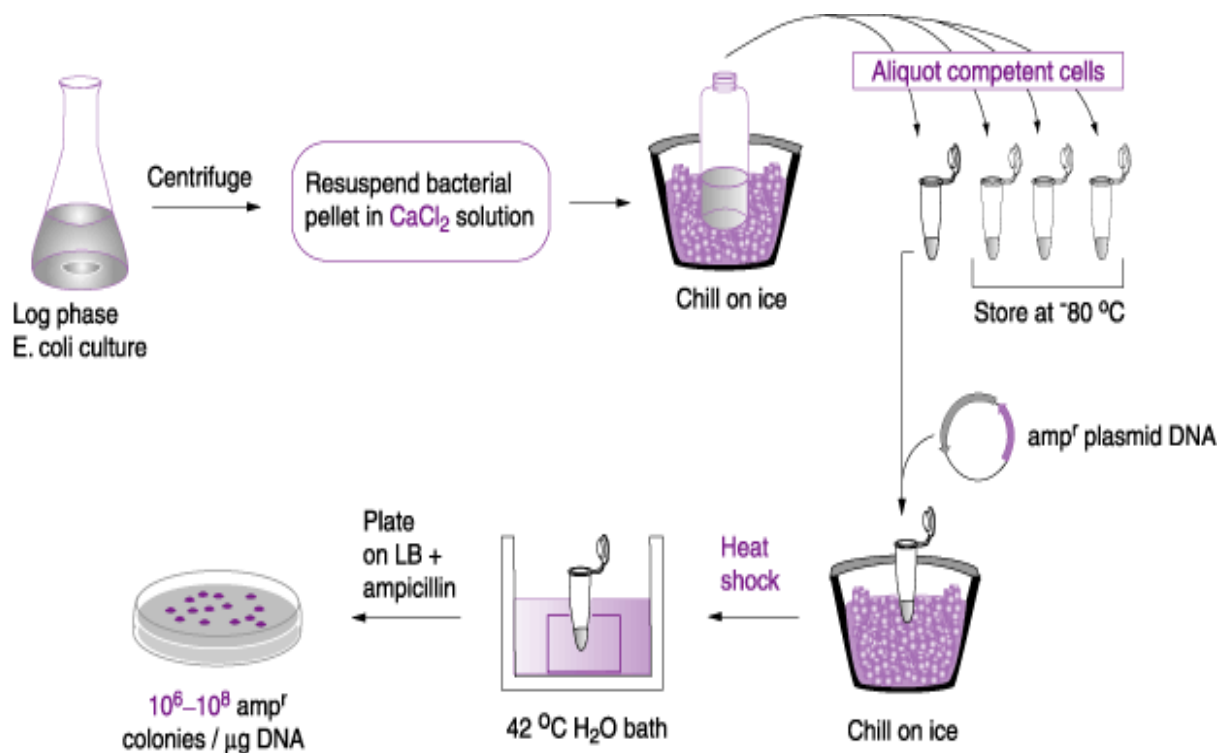 Aliquot competent cells
Centrifuge
Resuspend bacterial
pellet in CaCl₂ solution
Log phase
E. coli culture
Chill on ice
Store at ⁻80 ⁰C
ampʳ plasmid DNA
Heat
shock
Chill on ice
42 ⁰C H₂O bath
Plate
on LB +
ampicillin
10⁶–10⁸ ampʳ
colonies / μg DNA